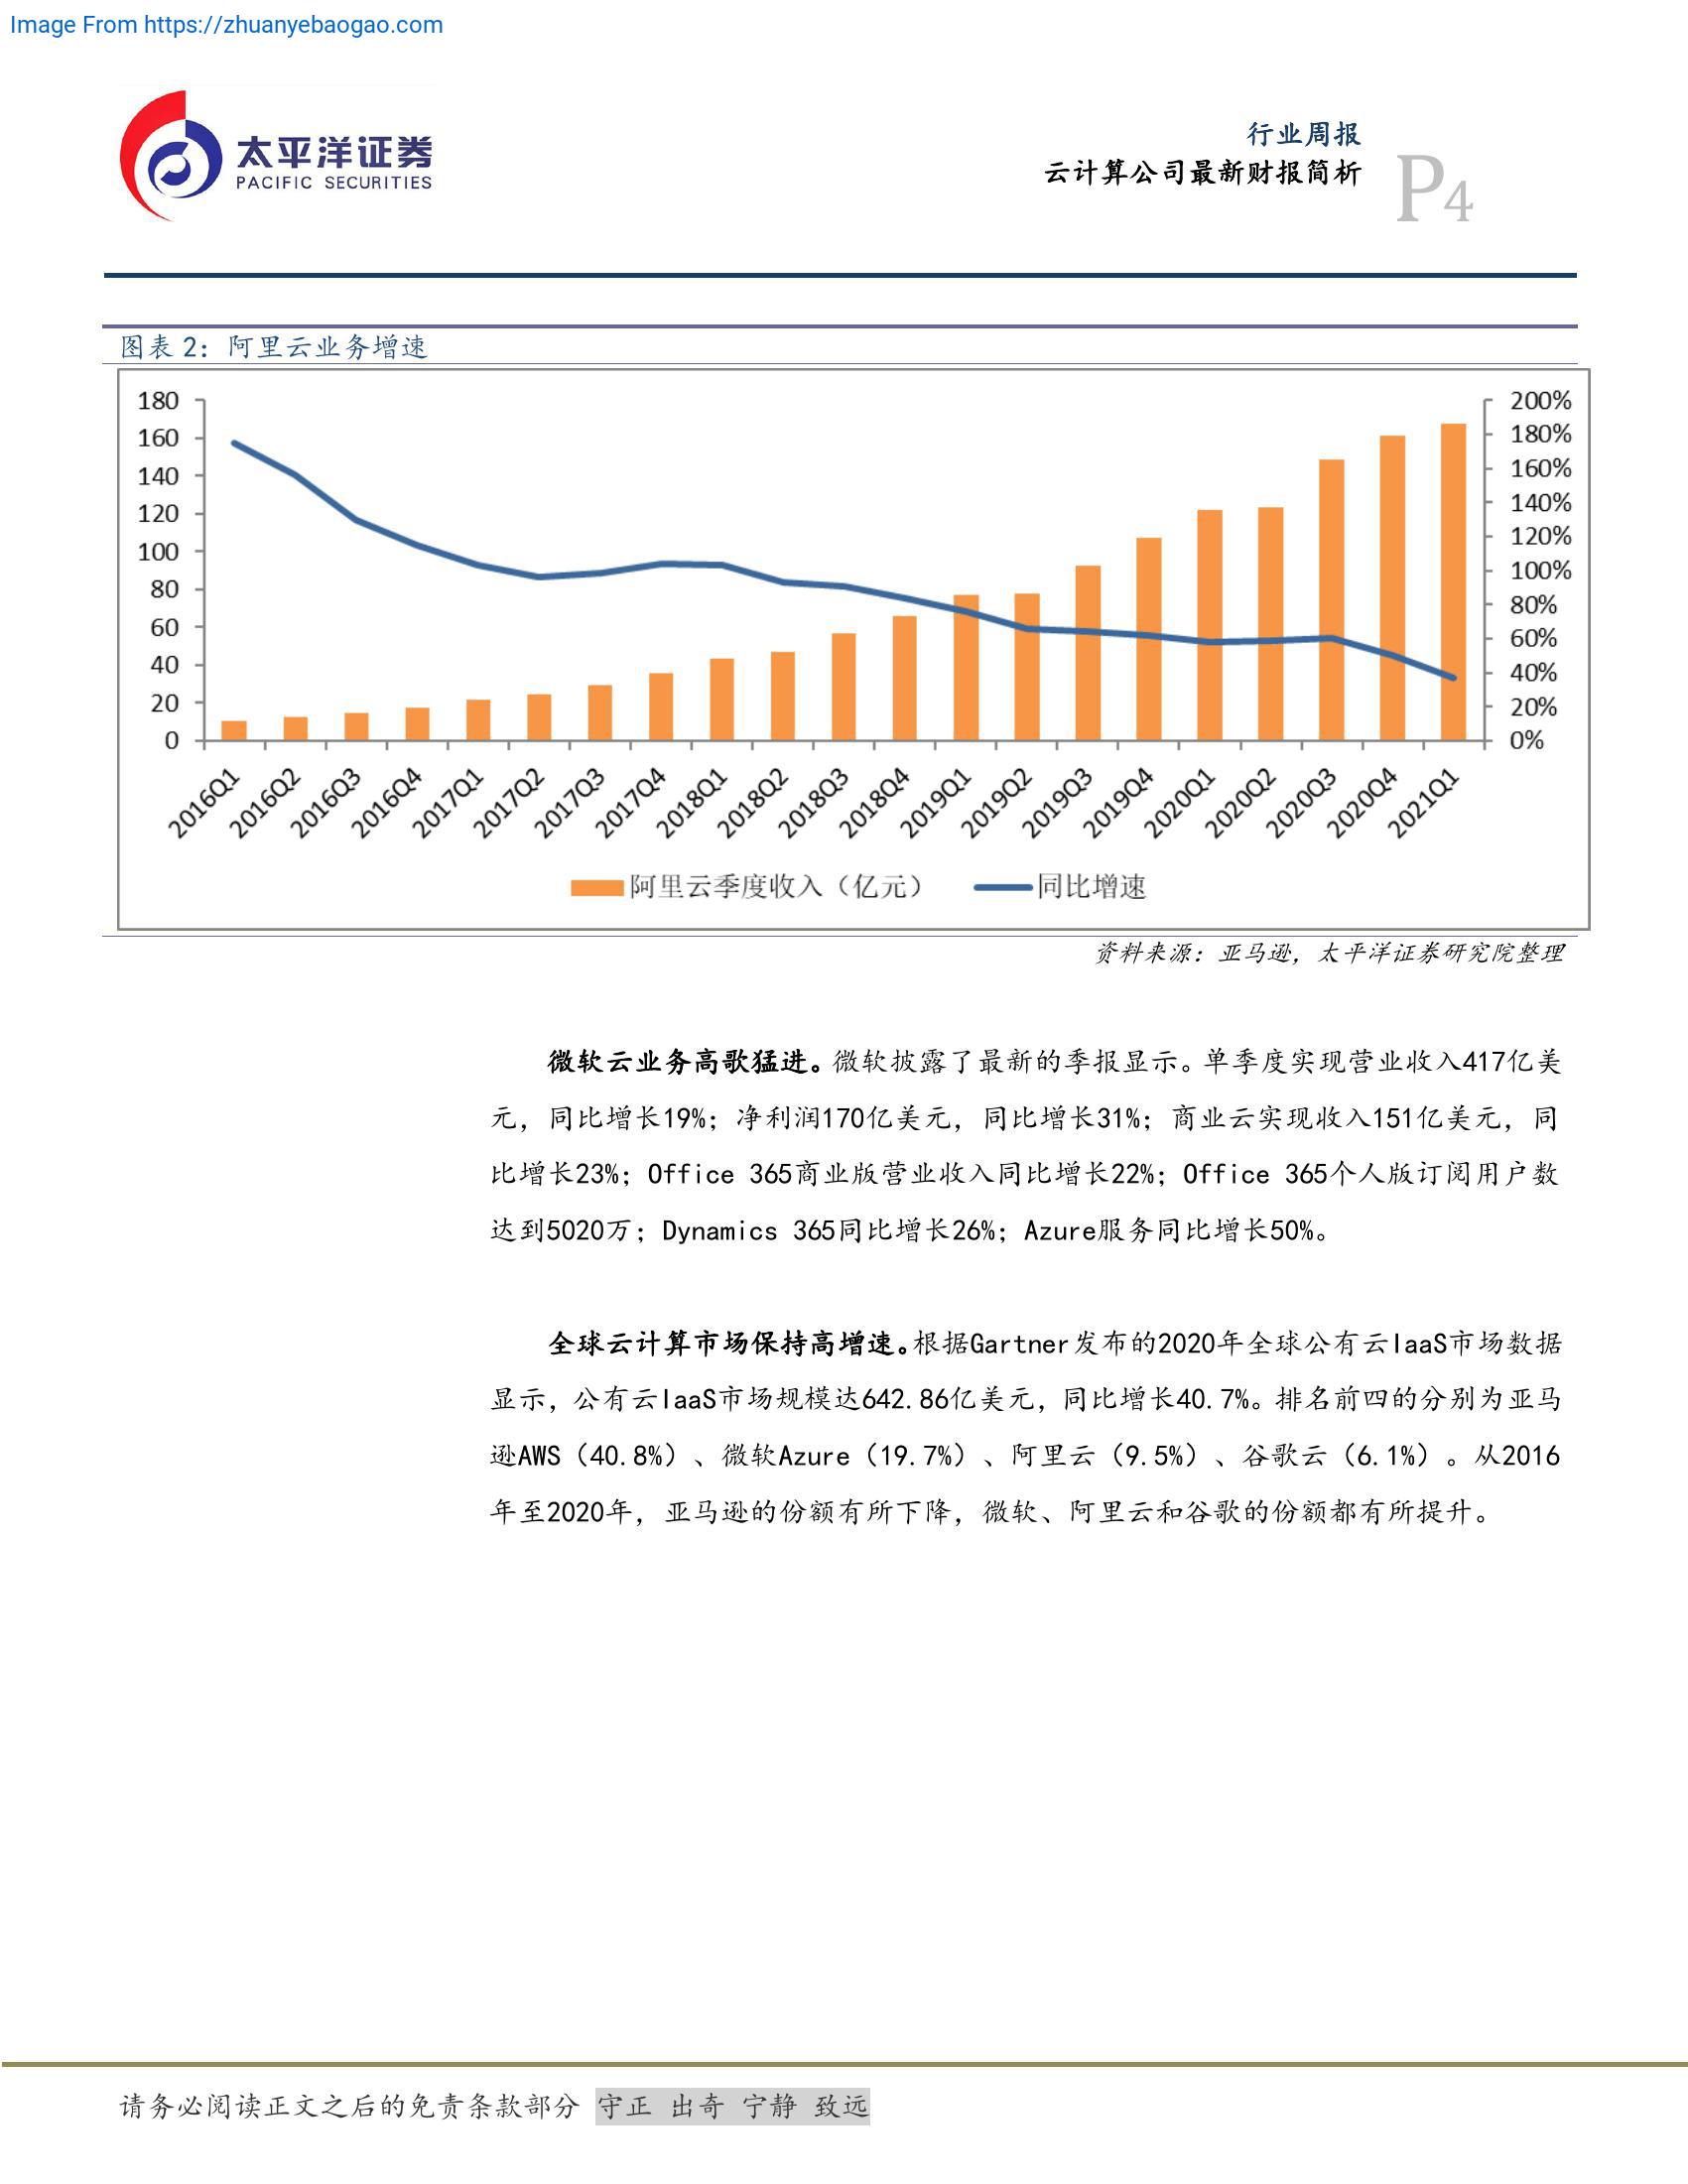 Image From https://zhuanyebaogao.com
太平洋证券
PACIFIC SECURITIES
行业周报
云计算公司最新财报简析
P4
图表 2：阿里云业务增速
180
160
140
120
100
80
60
40
20
0
200%
180%
160%
140%
120%
100%
80%
60%
40%
20%
0%
2016Q1
2016Q2
2016Q3
2016Q4
2017Q1
2017Q2
2017Q3
2017Q4
2018Q1
2018Q2
2018Q3
2018Q4
2019Q1
2019Q2
2019Q3
2019Q4
2020Q1
2020Q2
2020Q3
2020Q4
2021Q1
阿里云季度收入（亿元） 同比增速
资料来源：亚马逊，太平洋证券研究院整理
微软云业务高歌猛进。微软披露了最新的季报显示。单季度实现营业收入417亿美
元，同比增长19%；净利润170亿美元，同比增长31%；商业云实现收入151亿美元，同
比增长23%；Office 365商业版营业收入同比增长22%；Office 365个人版订阅用户数
达到5020万；Dynamics 365同比增长26%；Azure服务同比增长50%。
全球云计算市场保持高增速。根据Gartner发布的2020年全球公有云IaaS市场数据
显示，公有云IaaS市场规模达642.86亿美元，同比增长40.7%。排名前四的分别为亚马
逊AWS（40.8%）、微软Azure（19.7%）、阿里云（9.5%）、谷歌云（6.1%）。从2016
年至2020年，亚马逊的份额有所下降，微软、阿里云和谷歌的份额都有所提升。
请务必阅读正文之后的免责条款部分 守正 出奇 宁静 致远